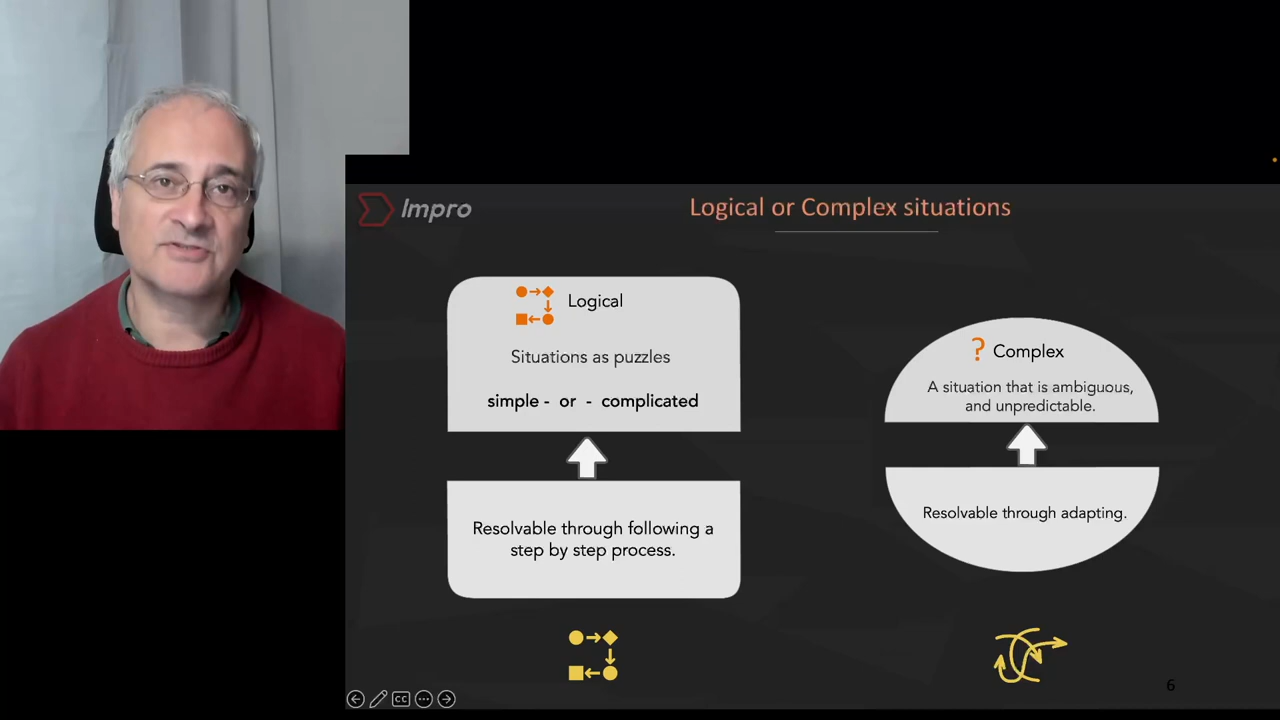 Impro
Logical or Complex situations
Logical
Situations as puzzles
simple - or - complicated
Resolvable through following a
step by step process.
? Complex
A situation that is ambiguous,
and unpredictable.
Resolvable through adapting.
CC
6